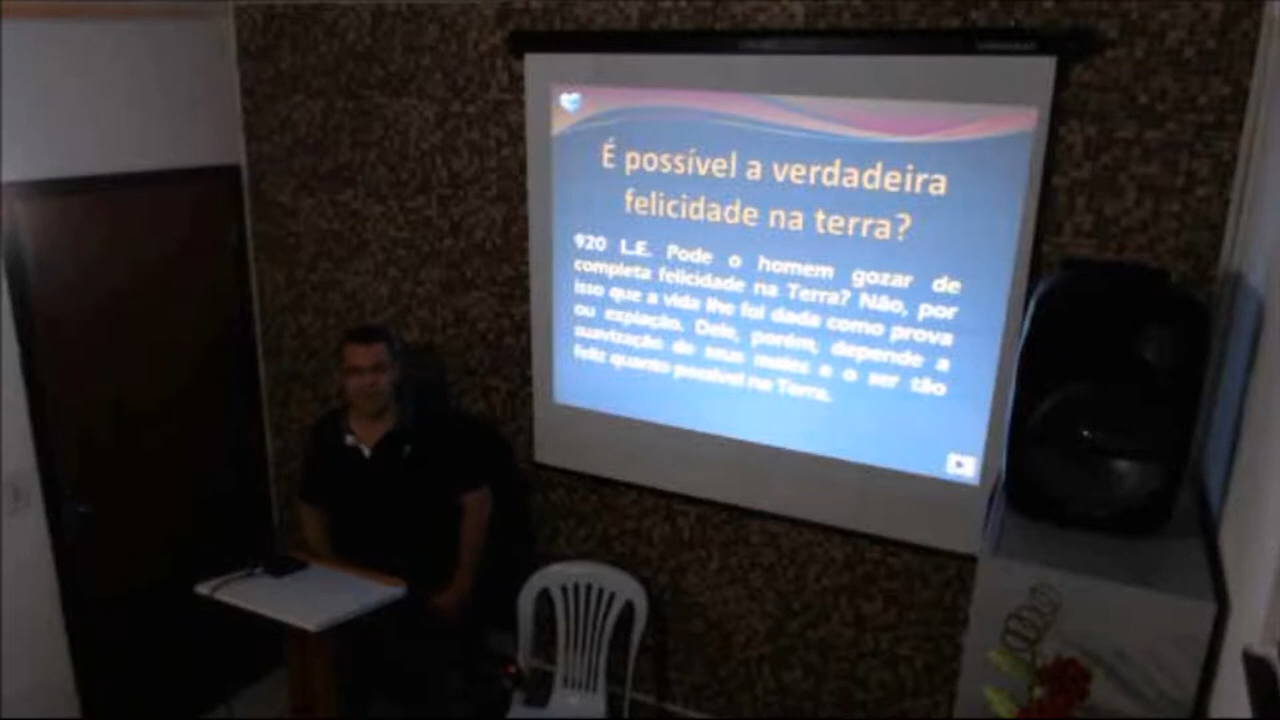 É possível a verdadeira
felicidade na terra?
920 L.E. Pode o homem gozar de
completa felicidade na Terra? Não, por
isso que a vida lhe foi dada como prova
ou expiação. Dele, porém, depende a
suavização de seus males e o ser tão
feliz quanto possível na Terra.